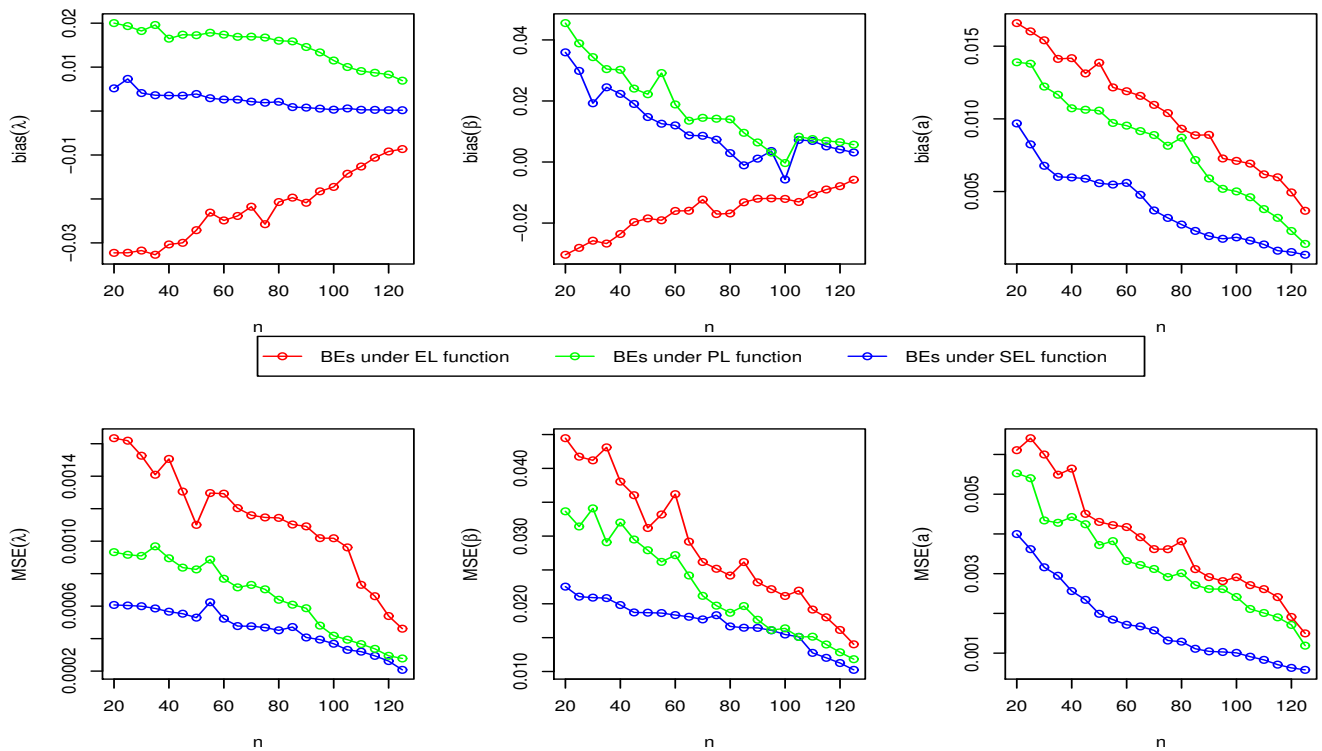 bias(λ)
0.02
0.01
-0.01
-0.03
20 40 60 80 100 120
n
bias(β)
0.04
0.02
0.00
-0.02
20 40 60 80 100 120
n
bias(a)
0.015
0.010
0.005
20 40 60 80 100 120
n
BEs under EL function BEs under PL function BEs under SEL function
MSE(λ)
0.0014
0.0010
0.0006
0.0002
20 40 60 80 100 120
n
MSE(β)
0.040
0.030
0.020
0.010
20 40 60 80 100 120
n
MSE(a)
0.005
0.003
0.001
20 40 60 80 100 120
n